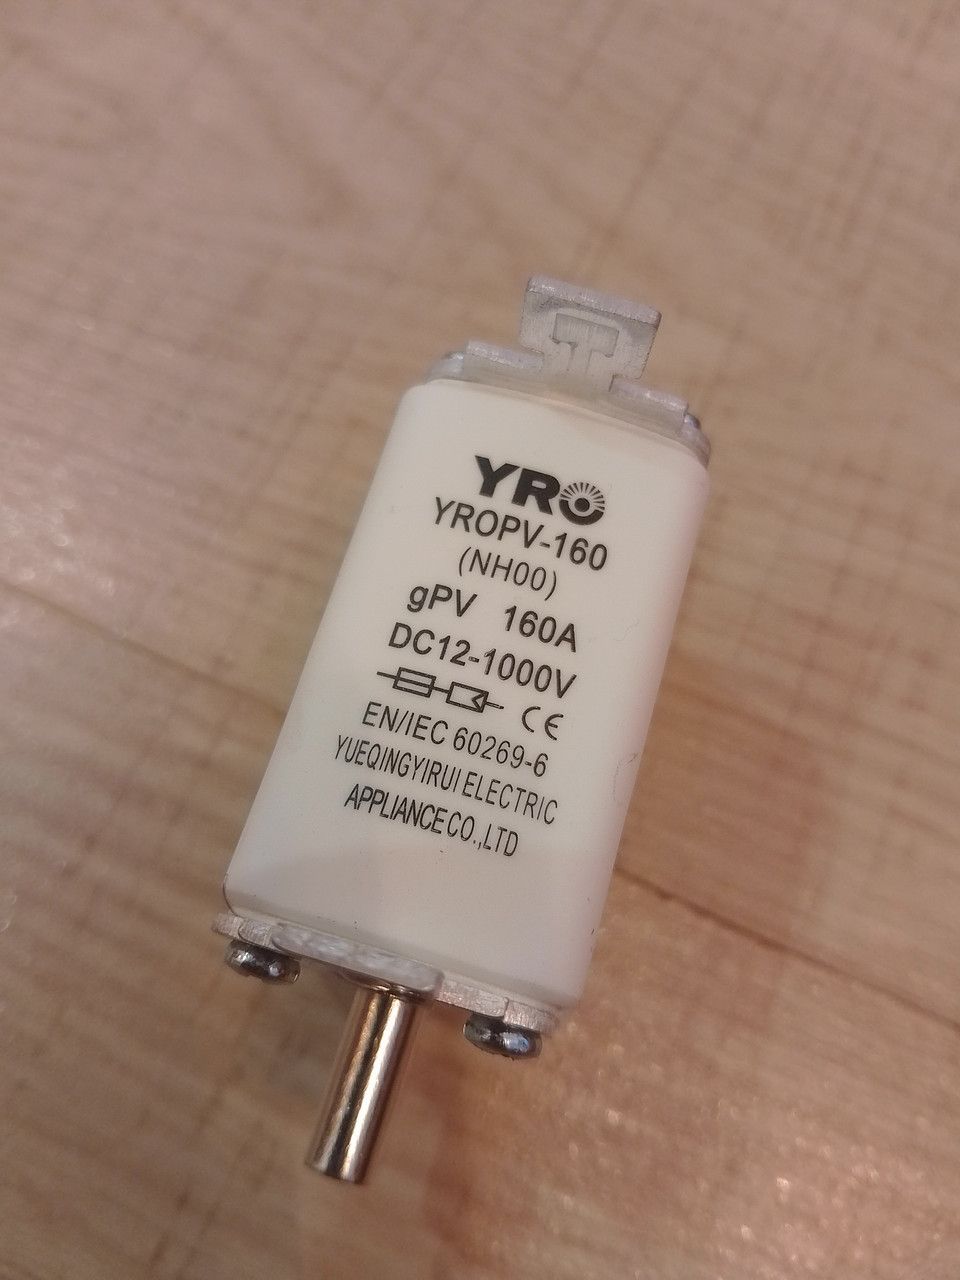 YRO
YROPV-160
(NH00)
gPV 160A
DC12-1000V
CE
EN/IEC 60269-6
YUEQINGYIRUI ELECTRIC
APPLIANCE CO.,LTD